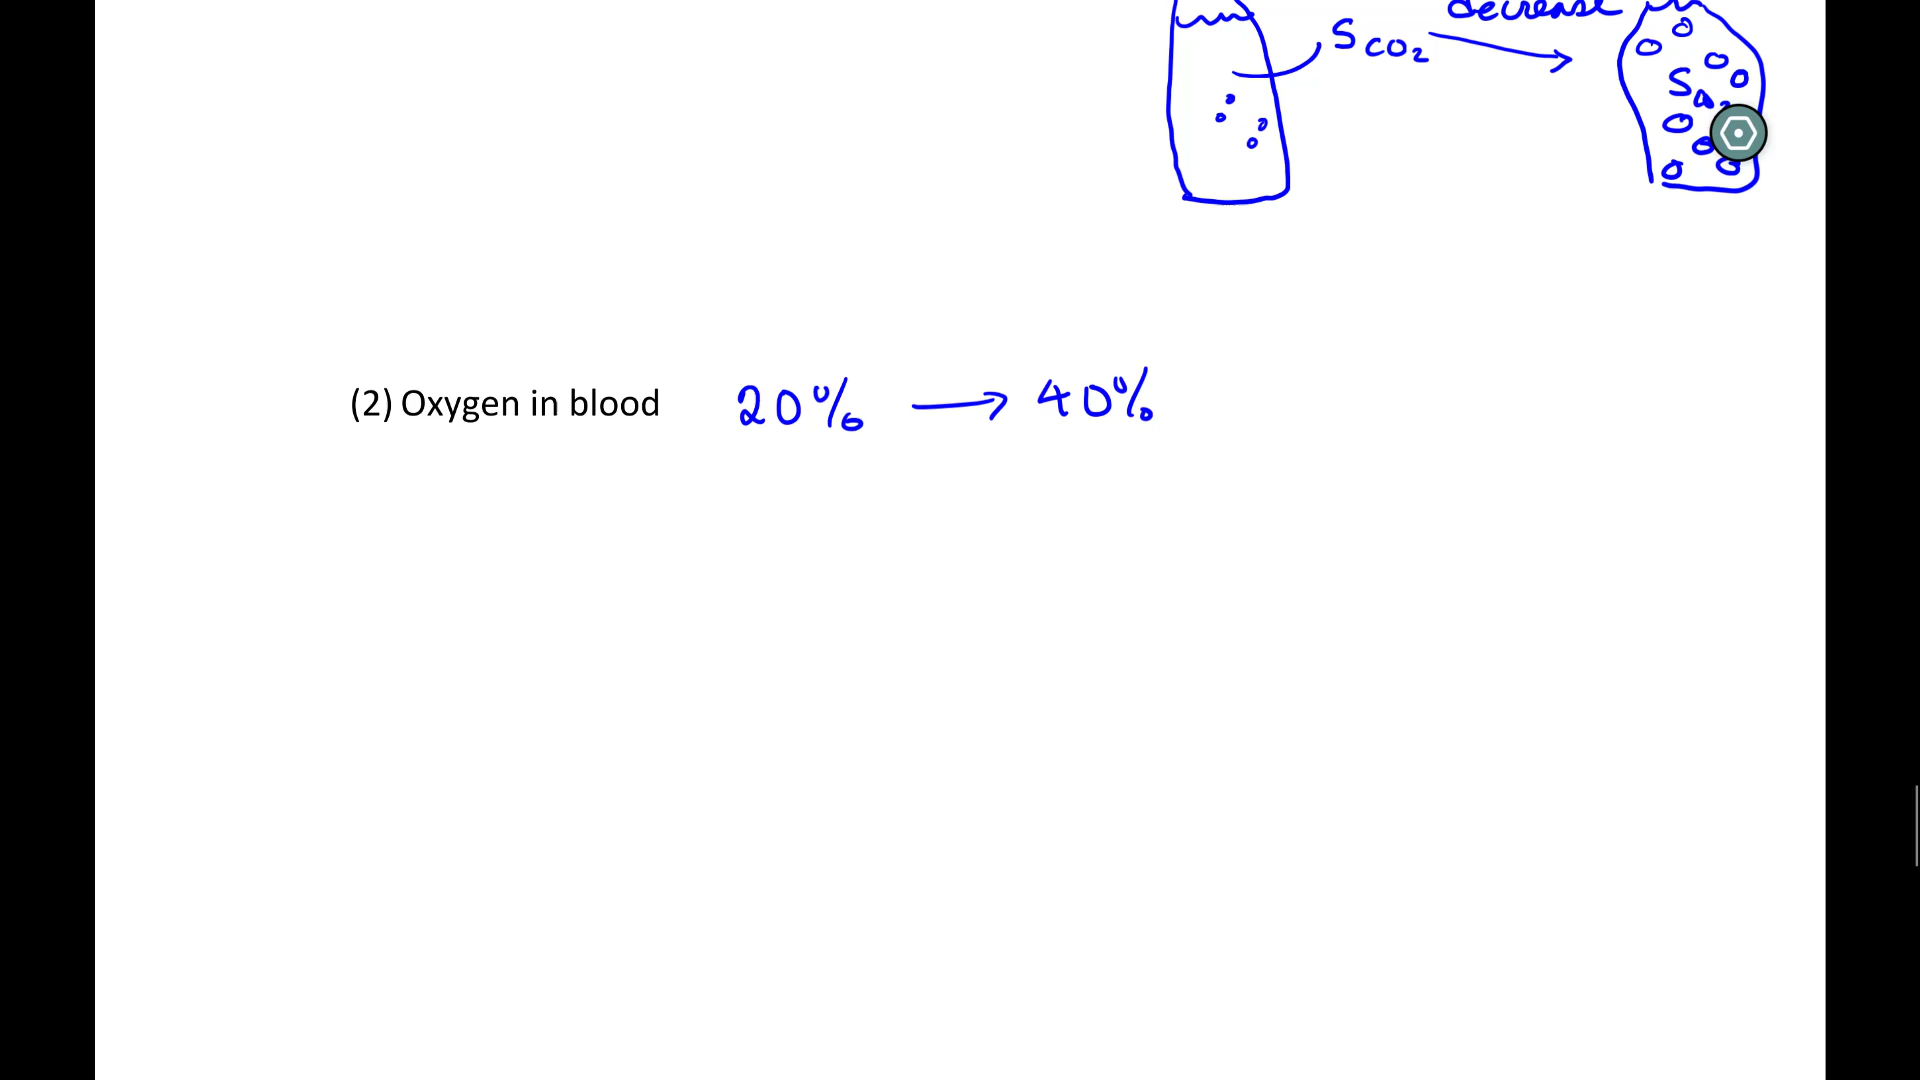 decrease
S CO2
S
(2) Oxygen in blood 20% → 40%